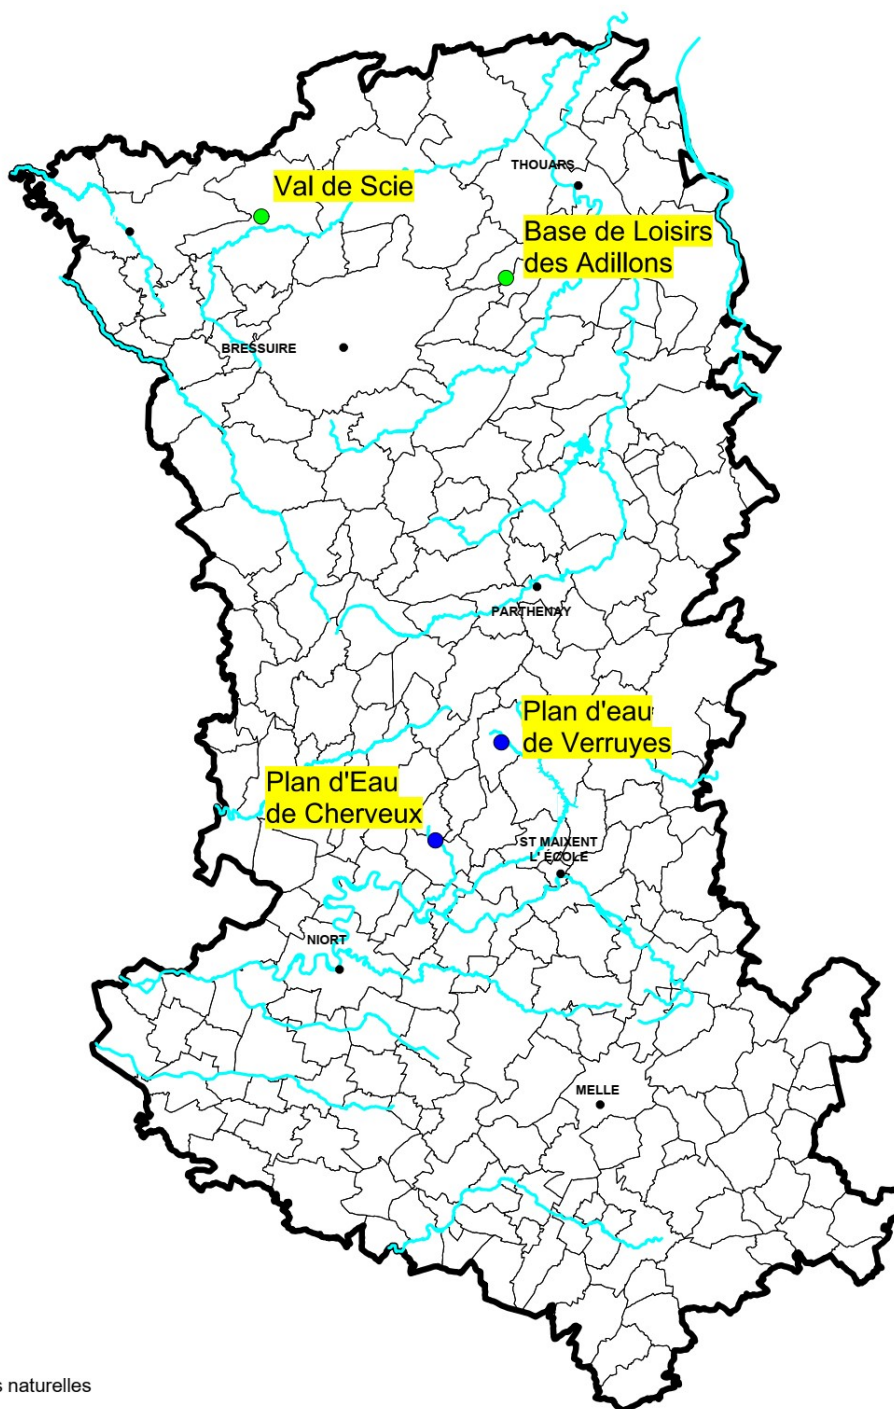 THOUARS
Val de Scie
Base de Loisirs
des Adillons
BRESSUIRE
PARTHENAY
Plan d'eau
de Verruyes
Plan d'Eau
de Cherveux
ST MAIXENT
L' ÉCOLE
NIORT
MELLE
naturelles